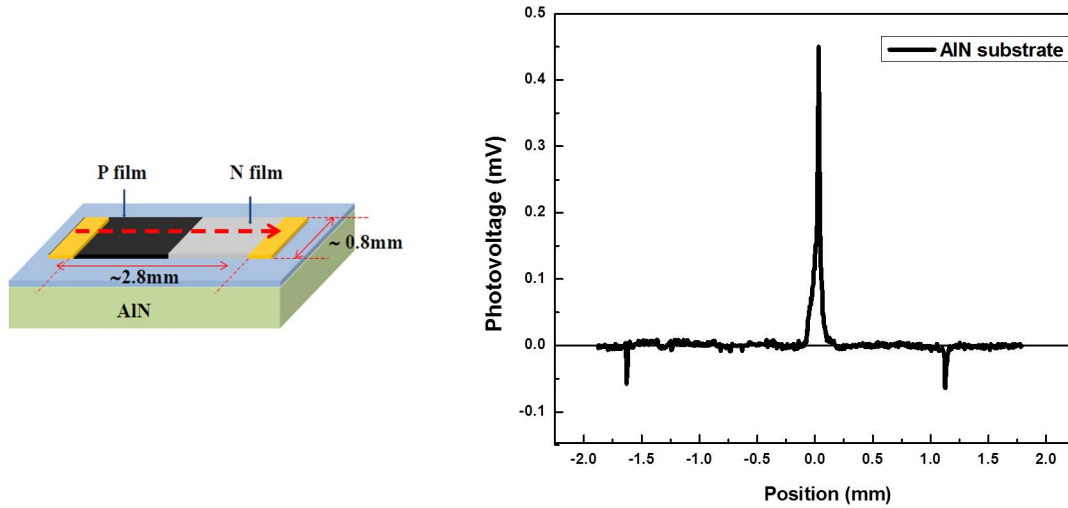 P film
N film
~ 0.8mm
~2.8mm
AlN
0.5
0.4
0.3
0.2
0.1
0.0
-0.1
Photovoltage (mV)
AlN substrate
-2.0 -1.5 -1.0 -0.5 0.0 0.5 1.0 1.5 2.0
Position (mm)